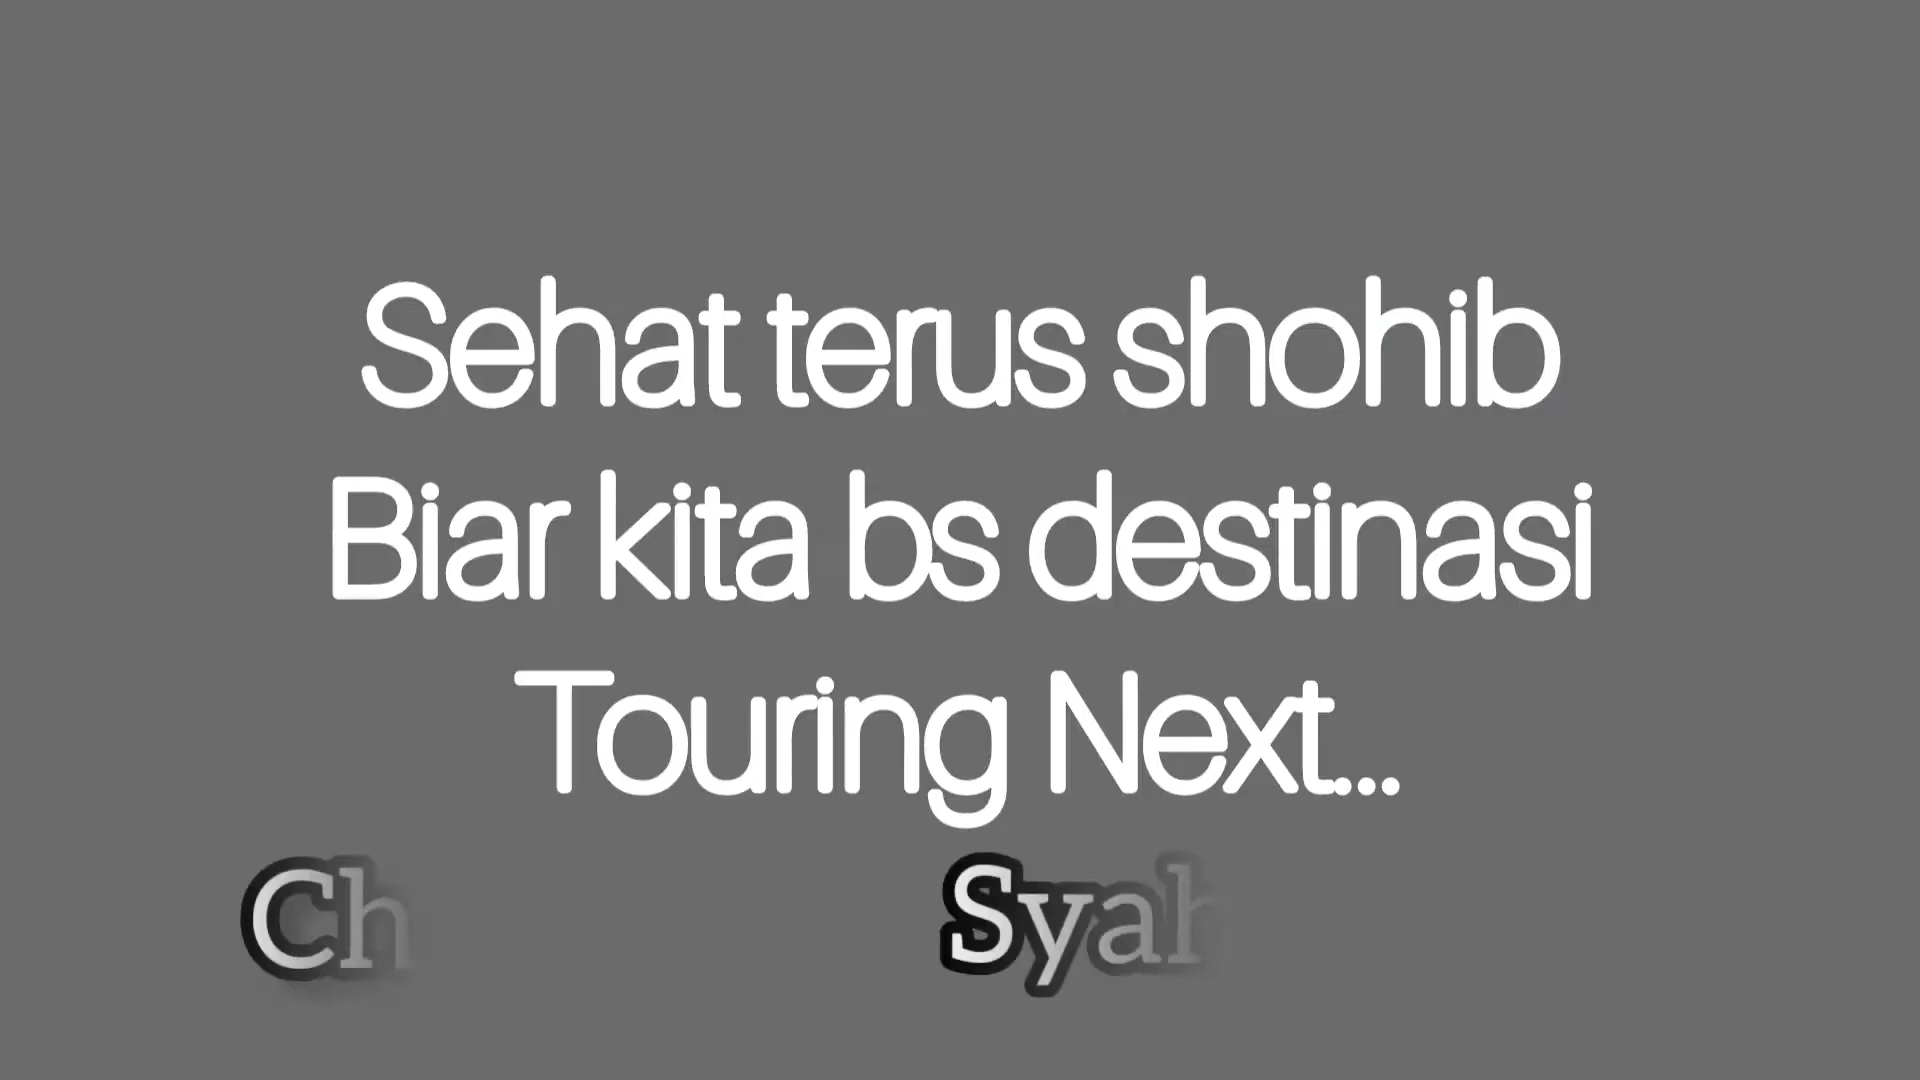 Sehat terus shohib
Biar kita bs destinasi
Touring Next...
Ch Syah